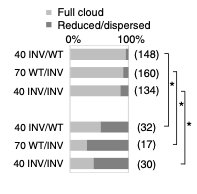 Full cloud
Reduced/dispersed
0% 100%
40 INV/WT (148)
70 WT/INV (160)
40 INV/INV (134)
40 INV/WT (32)
70 WT/INV (17)
40 INV/INV (30)
*
*
*